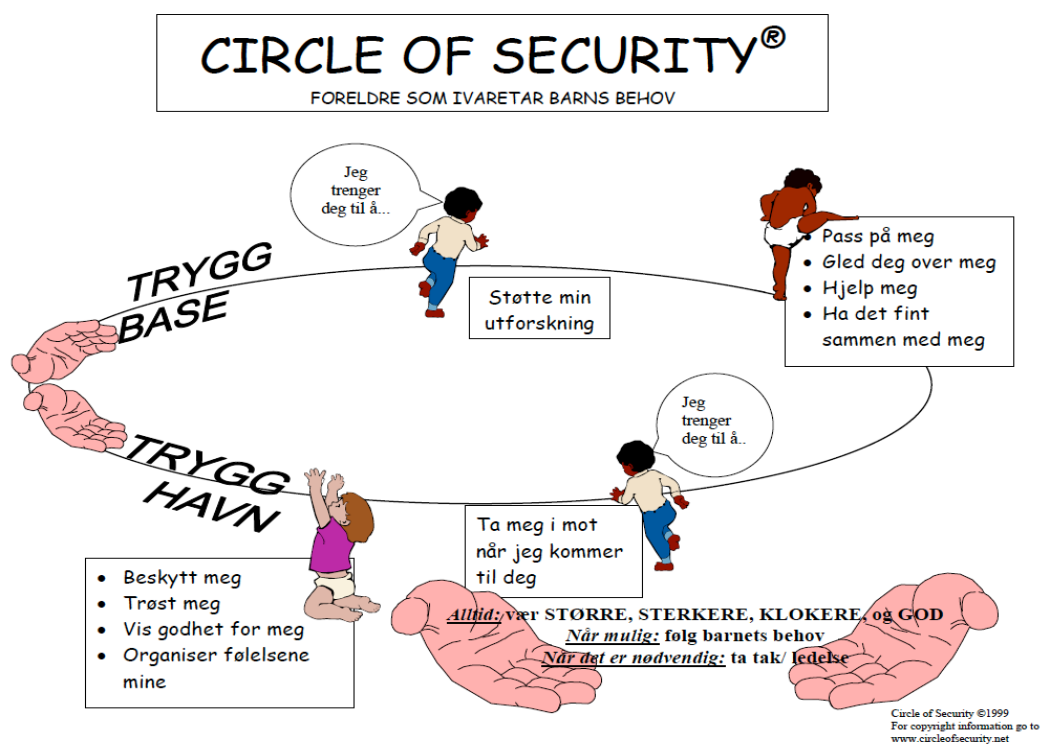 CIRCLE OF SECURITY®
FORELDRE SOM IVARETAR BARNS BEHOV
Jeg
trenger
deg til å...
TRYGG
BASE
Støtte min
utforskning
• Pass på meg
• Gled deg over meg
• Hjelp meg
• Ha det fint
sammen med meg
Jeg
trenger
deg til å..
TRYGG
HAVN
Ta meg i mot
når jeg kommer
til deg
• Beskytt meg
• Trøst meg
• Vis godhet for meg
• Organiser følelsene
mine
Alltid: vær STØRRE, STERKERE, KLOKERE, og GOD
Når mulig: følg barnets behov
Når det er nødvendig: ta tak/ ledelse
Circle of Security ©1999
For copyright information go to
www.circleofsecurity.net